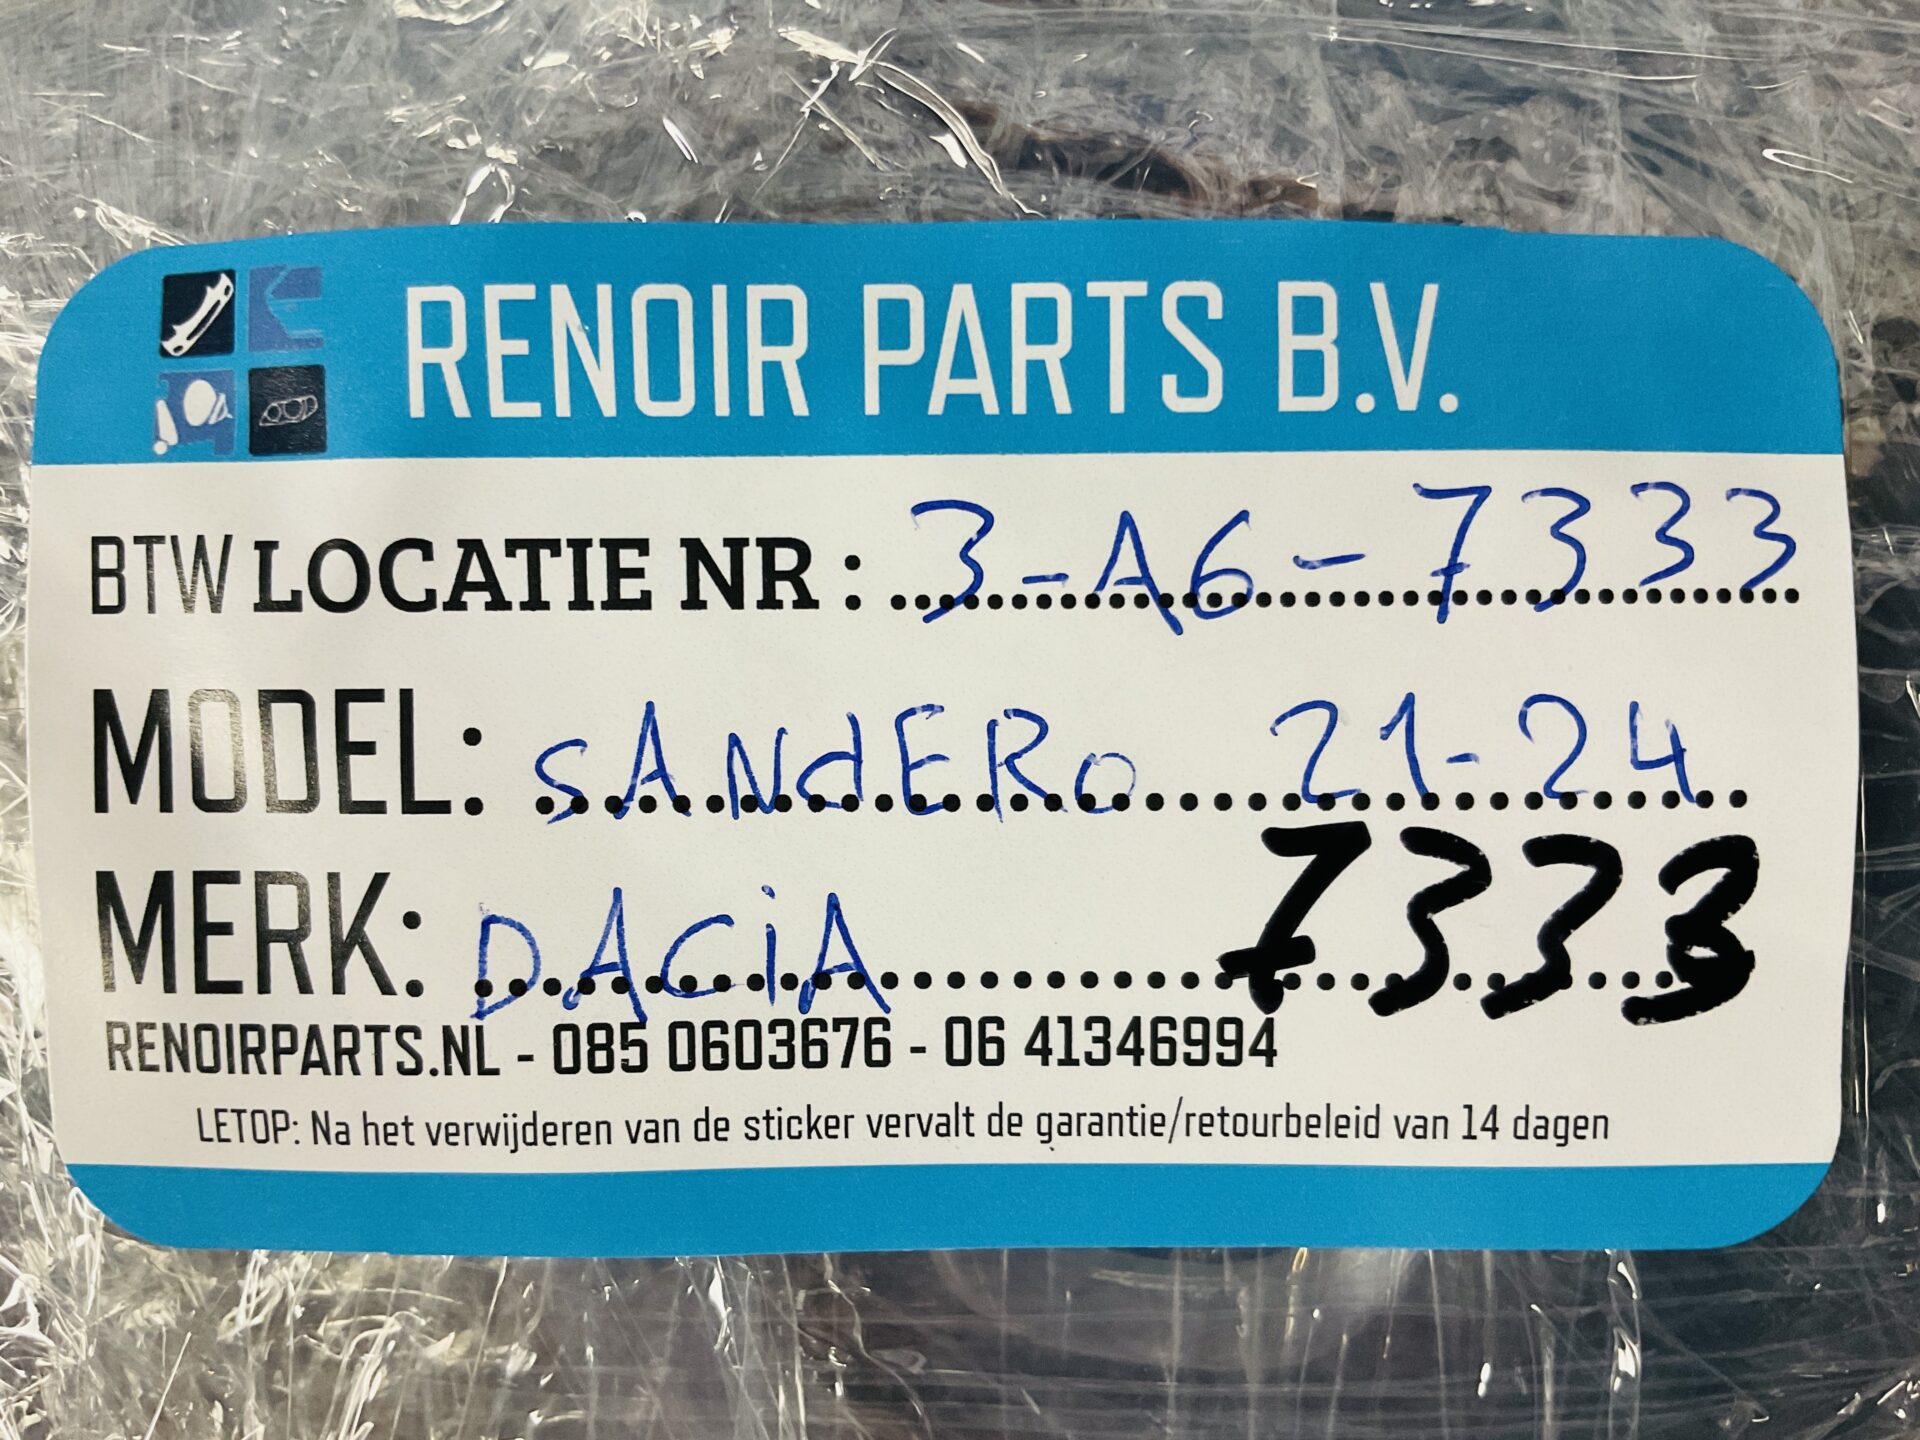 RENOIR PARTS B.V.
BTW LOCATIE NR : 3-A6-7333
MODEL: SANdERO 21-24
MERK: DACiA 7333
RENOIRPARTS.NL - 085 0603676 - 06 41346994
LETOP: Na het verwijderen van de sticker vervalt de garantie/retourbeleid van 14 dagen